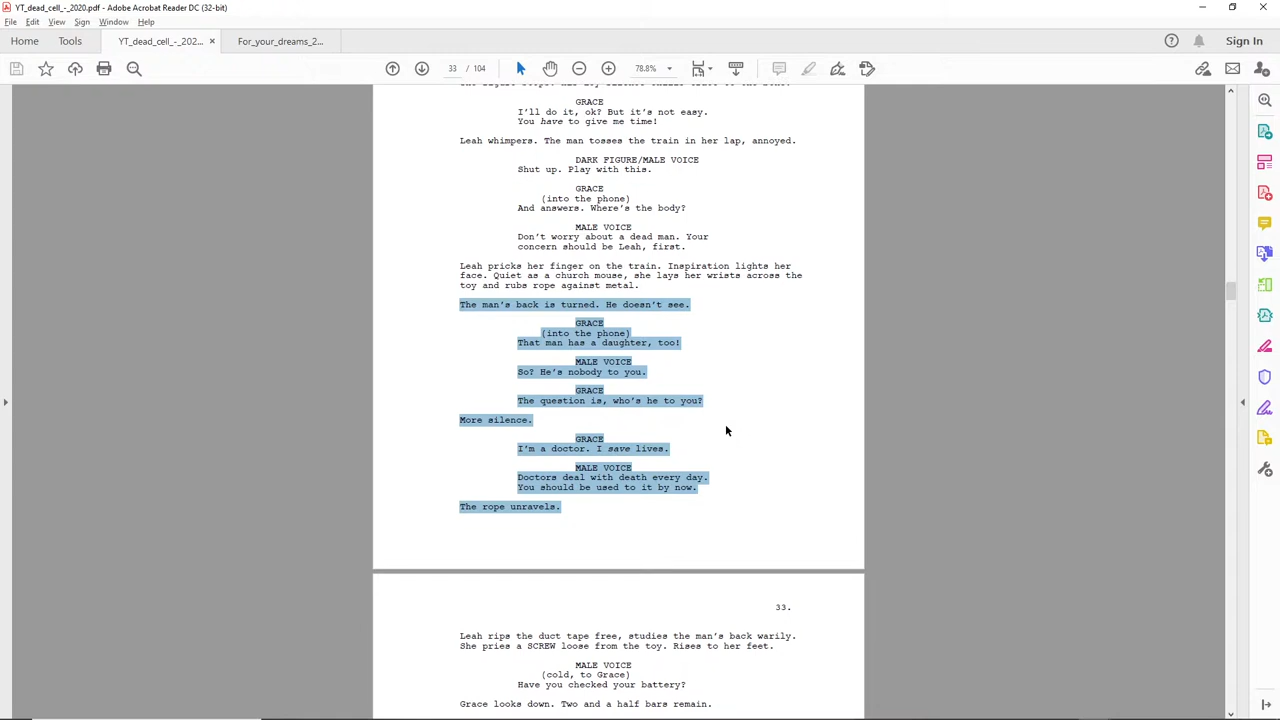 YT_dead_cell_-_2020.pdf - Adobe Acrobat Reader DC (32-bit)
File Edit View Sign Window Help
Home Tools YT_dead_cell_-_202... × For_your_dreams_2... Sign In
33 / 104 78.8%
GRACE
I'll do it, ok? But it's not easy.
You have to give me time!
Leah whimpers. The man tosses the train in her lap, annoyed.
DARK FIGURE/MALE VOICE
Shut up. Play with this.
GRACE
(into the phone)
And answers. Where's the body?
MALE VOICE
Don't worry about a dead man. Your
concern should be Leah, first.
Leah pricks her finger on the train. Inspiration lights her
face. Quiet as a church mouse, she lays her wrists across the
toy and rubs rope against metal.
The man's back is turned. He doesn't see.
GRACE
(into the phone)
That man has a daughter, too!
MALE VOICE
So? He's nobody to you.
GRACE
The question is, who's he to you?
More silence.
GRACE
I'm a doctor. I save lives.
MALE VOICE
Doctors deal with death every day.
You should be used to it by now.
The rope unravels.
33.
Leah rips the duct tape free, studies the man's back warily.
She pries a SCREW loose from the toy. Rises to her feet.
MALE VOICE
(cold, to Grace)
Have you checked your battery?
Grace looks down. Two and a half bars remain.